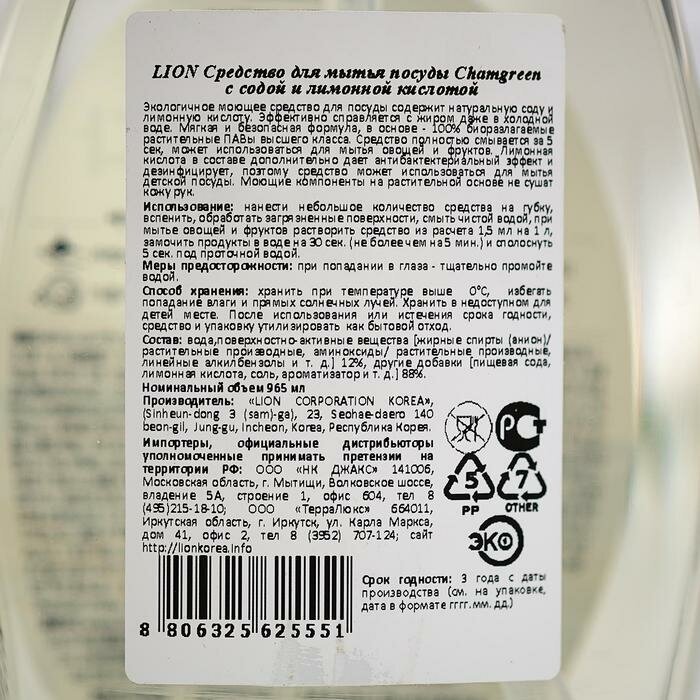 LION Средство для мытья посуды Chamgreen
с содой и лимонной кислотой
Экологичное моющее средство для посуды содержит натуральную соду и
лимонную кислоту. Эффективно справляется с жиром даже в холодной
воде. Мягкая и безопасная формула, в основе - 100% биоразлагаемые
растительные ПАВы высшего класса. Средство полностью смывается за 5
сек, может использоваться для мытья овощей и фруктов. Лимонная
кислота в составе дополнительно дает антибактектериальный эффект и
дезинфицирует, поэтому средство может использоваться для мытья
детской посуды. Моющие компоненты на растительной основе не сушат
кожу рук.
Использование: нанести небольшое количество средства на губку,
вспенить, обработать загрязненные поверхности, смыть чистой водой, при
мытье овощей и фруктов растворить средство из расчета 1,5 мл на 1 л,
замочить продукты в воде на 30 сек. (не более чем на 5 мин.) и сполоснуть
5 сек. под проточной водой.
Меры предосторожности: при попадании в глаза - тщательно промойте
водой.
Способ хранения: хранить при температуре выше 0°С, избегать
попадание влаги и прямых солнечных лучей. Хранить в недоступном для
детей месте. После использования или истечения срока годности,
средство и упаковку утилизировать как бытовой отход.
Состав: вода,поверхностно-активные вещества [жирные спирты (анион)/
растительные производные, аминоксиды/ растительные производные,
линейные алкилбензолы и т. д.] 12%, другие добавки [пищевая сода,
лимонная кислота, соль, ароматизатор и т. д.] 88%.
Номинальный объем 965 мл
Производитель: «LION CORPORATION KOREA»,
(Sinheun-dong 3 (sam)-ga), 23, Seohae-daero 140
beon-gil, Jung-gu, Incheon, Korea, Республика Корея.
Импортеры, официальные дистрибьюторы
уполномоченные принимать претензии на
территории РФ: ООО «НК ДЖАКС» 141006,
Московская область, г. Мытищи, Волковское шоссе,
владение 5А, строение 1, офис 604, тел 8
(495)215-18-10; ООО «ТерраЛюкс» 664011,
Иркутская область, г. Иркутск, ул. Карла Маркса,
дом 41, офис 2, тел 8 (3952) 707-124; сайт
http://lionkorea.info
РСТ
5
PP
7
OTHER
ЭКО
Срок годности: 3 года с даты
производства (см. на упаковке,
дата в формате гггг.мм.дд.)
8 806325 625551